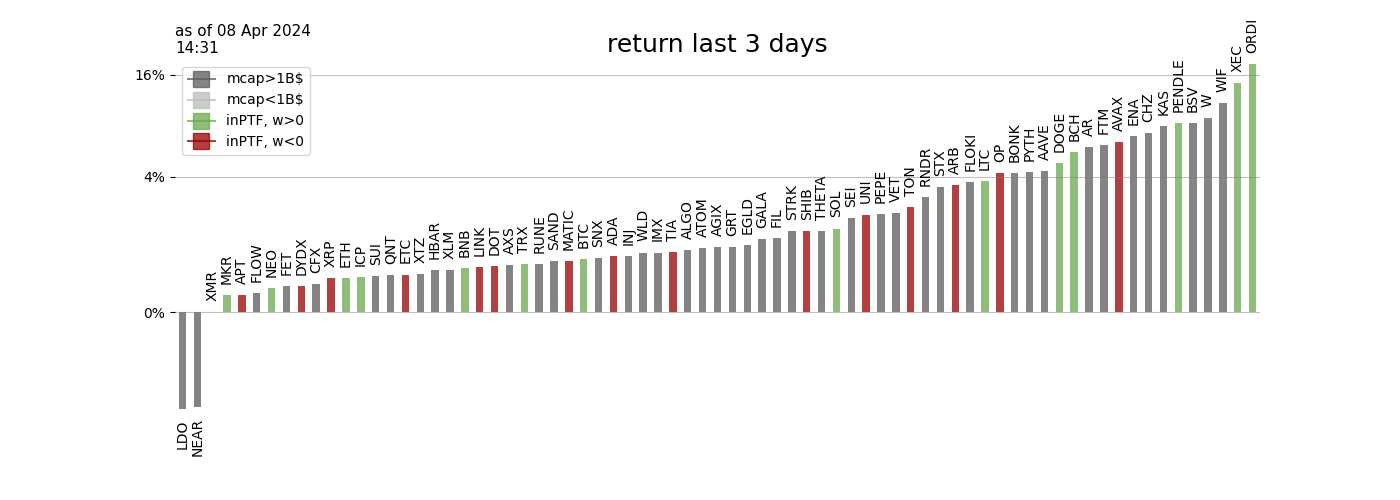 as of 08 Apr 2024
14:31
return last 3 days
mcap>1B$
mcap<1B$
inPTF, w>0
inPTF, w<0
16%
4%
0%
LDO
NEAR
XMR
MKR
APT
FLOW
NEO
FET
DYDX
CFX
XRP
ETH
ICP
SUI
QNT
ETC
XTZ
HBAR
XLM
BNB
LINK
DOT
AXS
TRX
RUNE
SAND
MATIC
BTC
SNX
ADA
INJ
WLD
IMX
TIA
ALGO
ATOM
AGIX
GRT
EGLD
GALA
FIL
STRK
SHIB
THETA
SOL
SEI
UNI
PEPE
VET
TON
RNDR
STX
ARB
FLOKI
LTC
OP
BONK
PYTH
AAVE
DOGE
BCH
AR
FTM
AVAX
ENA
CHZ
KAS
PENDLE
BSV
W
WIF
XEC
ORDI